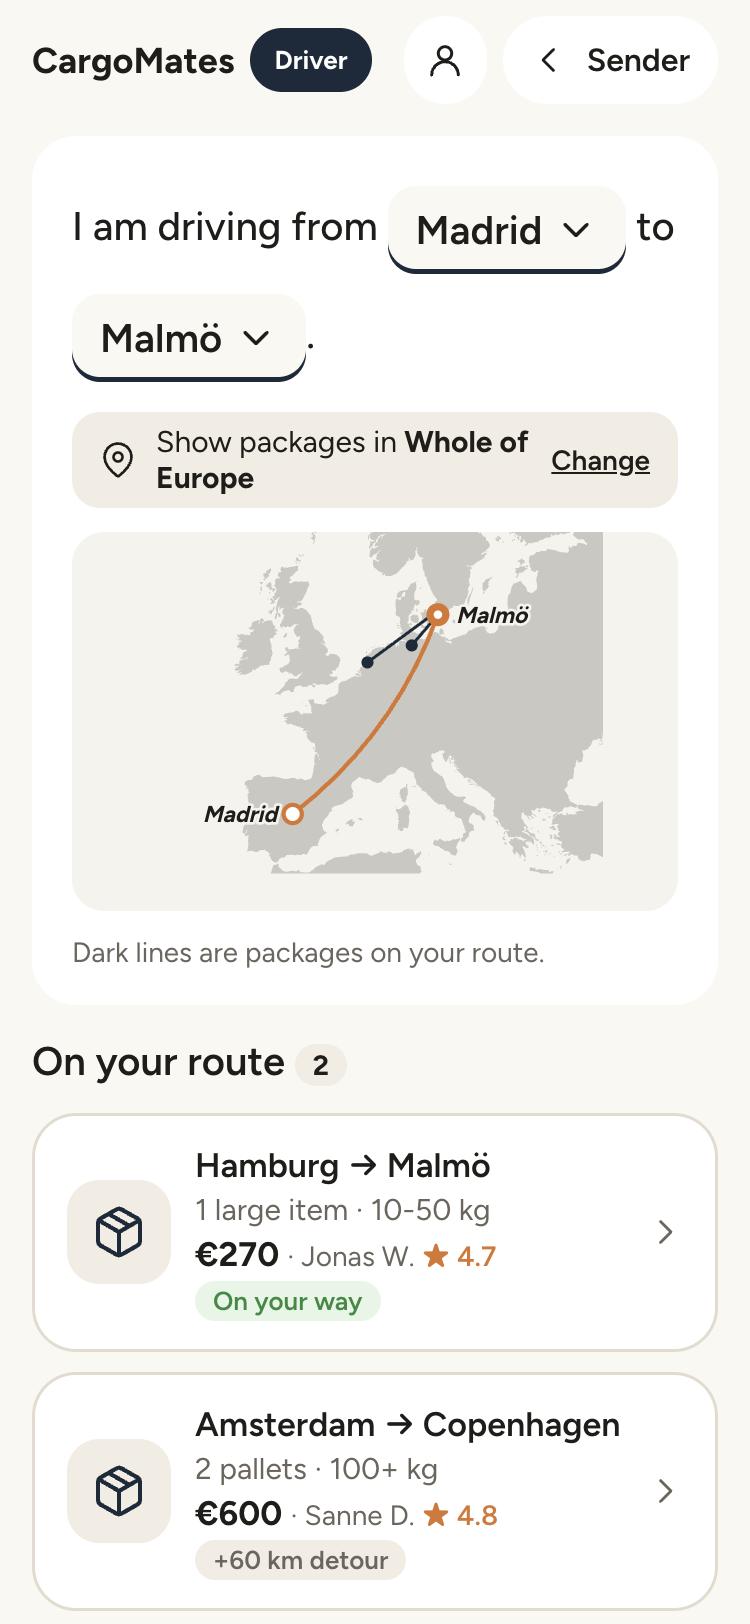 CargoMates Driver Sender
I am driving from Madrid to
Malmö .
Show packages in Whole of
Europe
Change
Malmö
Madrid
Dark lines are packages on your route.
On your route 2
Hamburg → Malmö
1 large item · 10-50 kg
€270 · Jonas W. ★ 4.7
On your way
Amsterdam → Copenhagen
2 pallets · 100+ kg
€600 · Sanne D. ★ 4.8
+60 km detour